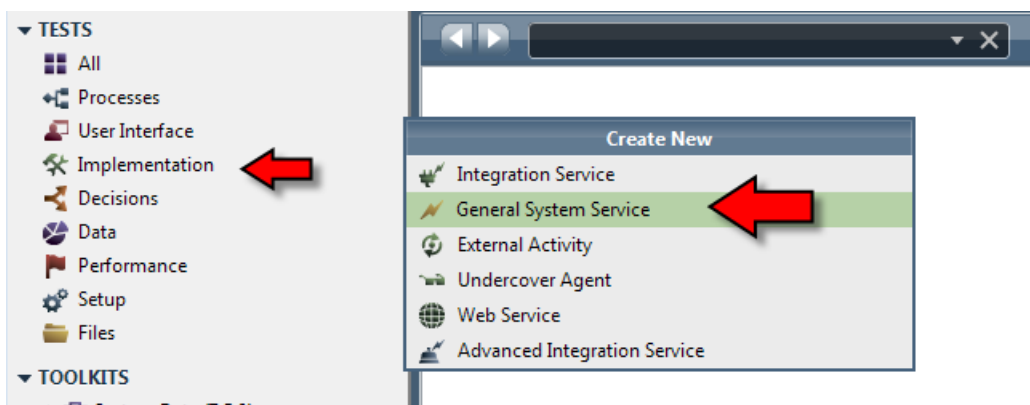 TESTS
All
Processes
User Interface
Implementation
Decisions
Data
Performance
Setup
Files
TOOLKITS
Create New
Integration Service
General System Service
External Activity
Undercover Agent
Web Service
Advanced Integration Service